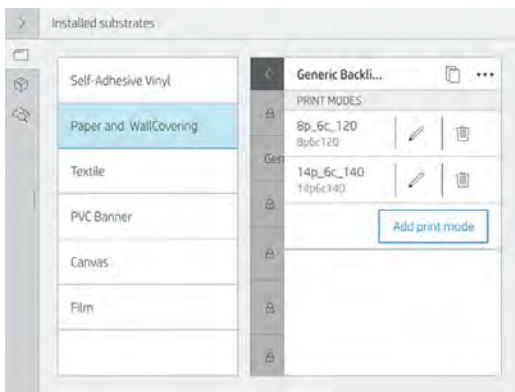 Installed substrates
Self-Adhesive Vinyl
Paper and WallCovering
Textile
PVC Banner
Canvas
Film
Gen
Generic Backli...
PRINT MODES
8p_6c_120
8p6c120
14p_6c_140
14p6c140
Add print mode